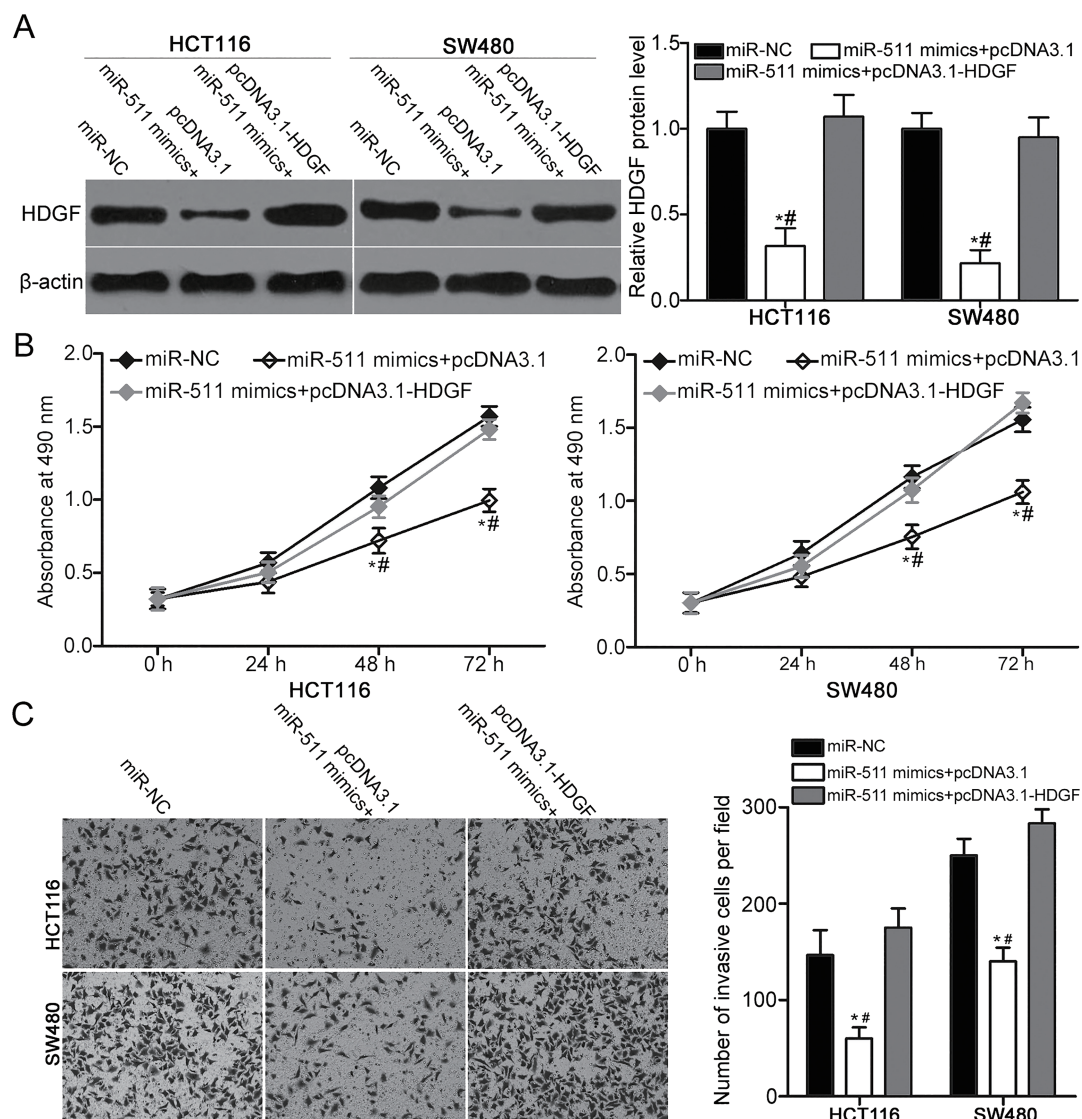 A
HCT116
SW480
miR-NC
miR-511 mimics+
pcDNA3.1
miR-511 mimics+
pcDNA3.1-HDGF
miR-NC
miR-511 mimics+
pcDNA3.1
miR-511 mimics+
pcDNA3.1-HDGF
HDGF
β-actin
Relative HDGF protein level
1.5
1.0
0.5
0.0
miR-NC
miR-511 mimics+pcDNA3.1
miR-511 mimics+pcDNA3.1-HDGF
*#
*#
HCT116
SW480
B
Absorbance at 490 nm
2.0
1.5
1.0
0.5
0.0
miR-NC
miR-511 mimics+pcDNA3.1
miR-511 mimics+pcDNA3.1-HDGF
*#
*#
0 h
24 h
48 h
72 h
HCT116
Absorbance at 490 nm
2.0
1.5
1.0
0.5
0.0
miR-NC
miR-511 mimics+pcDNA3.1
miR-511 mimics+pcDNA3.1-HDGF
*#
*#
0 h
24 h
48 h
72 h
SW480
C
miR-NC
miR-511 mimics+
pcDNA3.1
miR-511 mimics+
pcDNA3.1-HDGF
HCT116
SW480
miR-NC
miR-511 mimics+pcDNA3.1
miR-511 mimics+pcDNA3.1-HDGF
Number of invasive cells per field
300
200
100
0
*#
*#
HCT116
SW480